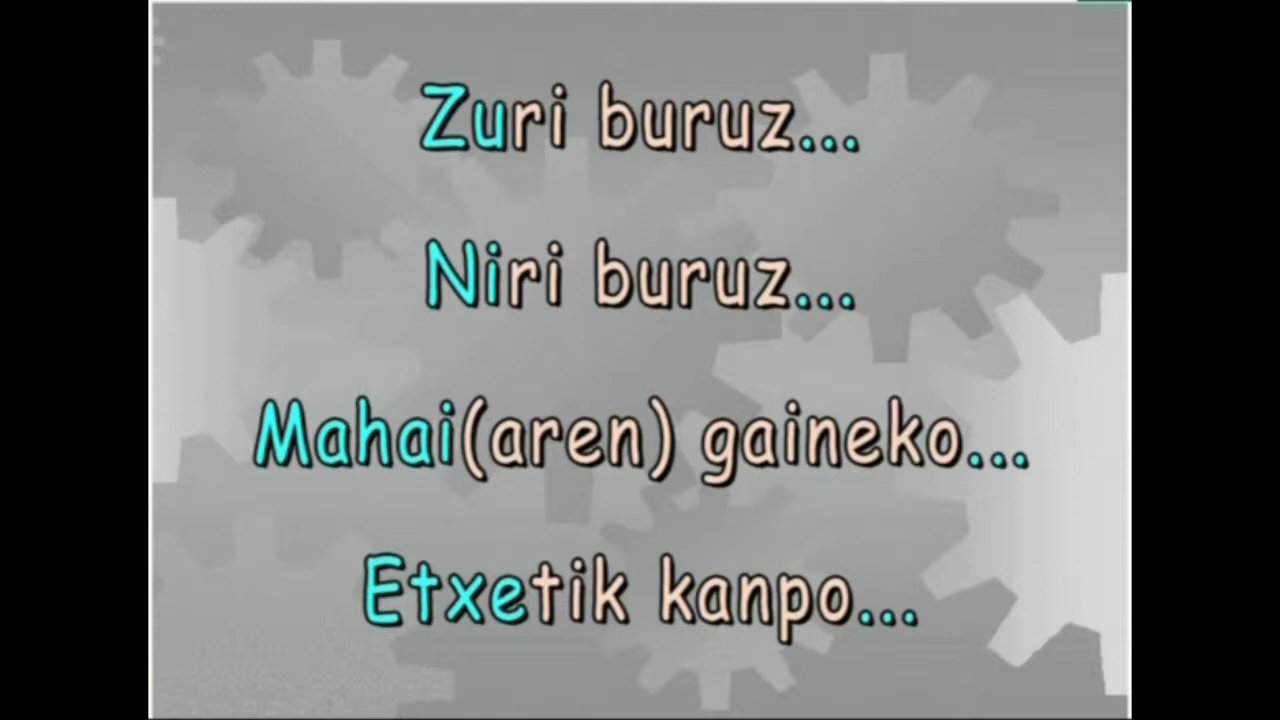 Zuri buruz...
Niri buruz...
Mahai(aren) gaineko...
Etxetik kanpo...